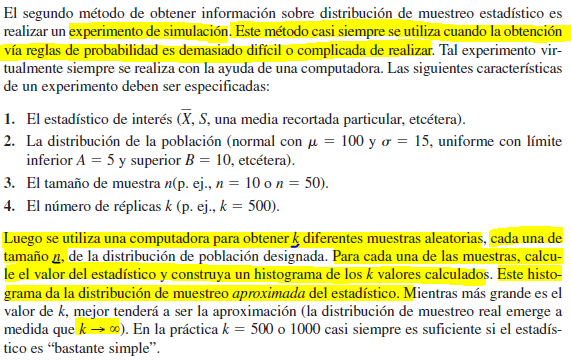 El segundo método de obtener información sobre distribución de muestreo estadístico es
realizar un experimento de simulación. Este método casi siempre se utiliza cuando la obtención
vía reglas de probabilidad es demasiado difícil o complicada de realizar. Tal experimento vir-
tualmente siempre se realiza con la ayuda de una computadora. Las siguientes características
de un experimento deben ser especificadas:
1. El estadístico de interés (X̅, S, una media recortada particular, etcétera).
2. La distribución de la población (normal con μ = 100 y σ = 15, uniforme con límite
inferior A = 5 y superior B = 10, etcétera).
3. El tamaño de muestra n(p. ej., n = 10 o n = 50).
4. El número de réplicas k (p. ej., k = 500).
Luego se utiliza una computadora para obtener k diferentes muestras aleatorias, cada una de
tamaño n, de la distribución de población designada. Para cada una de las muestras, calcu-
le el valor del estadístico y construya un histograma de los k valores calculados. Este histo-
grama da la distribución de muestreo aproximada del estadístico. Mientras más grande es el
valor de k, mejor tenderá a ser la aproximación (la distribución de muestreo real emerge a
medida que k → ∞). En la práctica k = 500 o 1000 casi siempre es suficiente si el estadís-
tico es “bastante simple”.